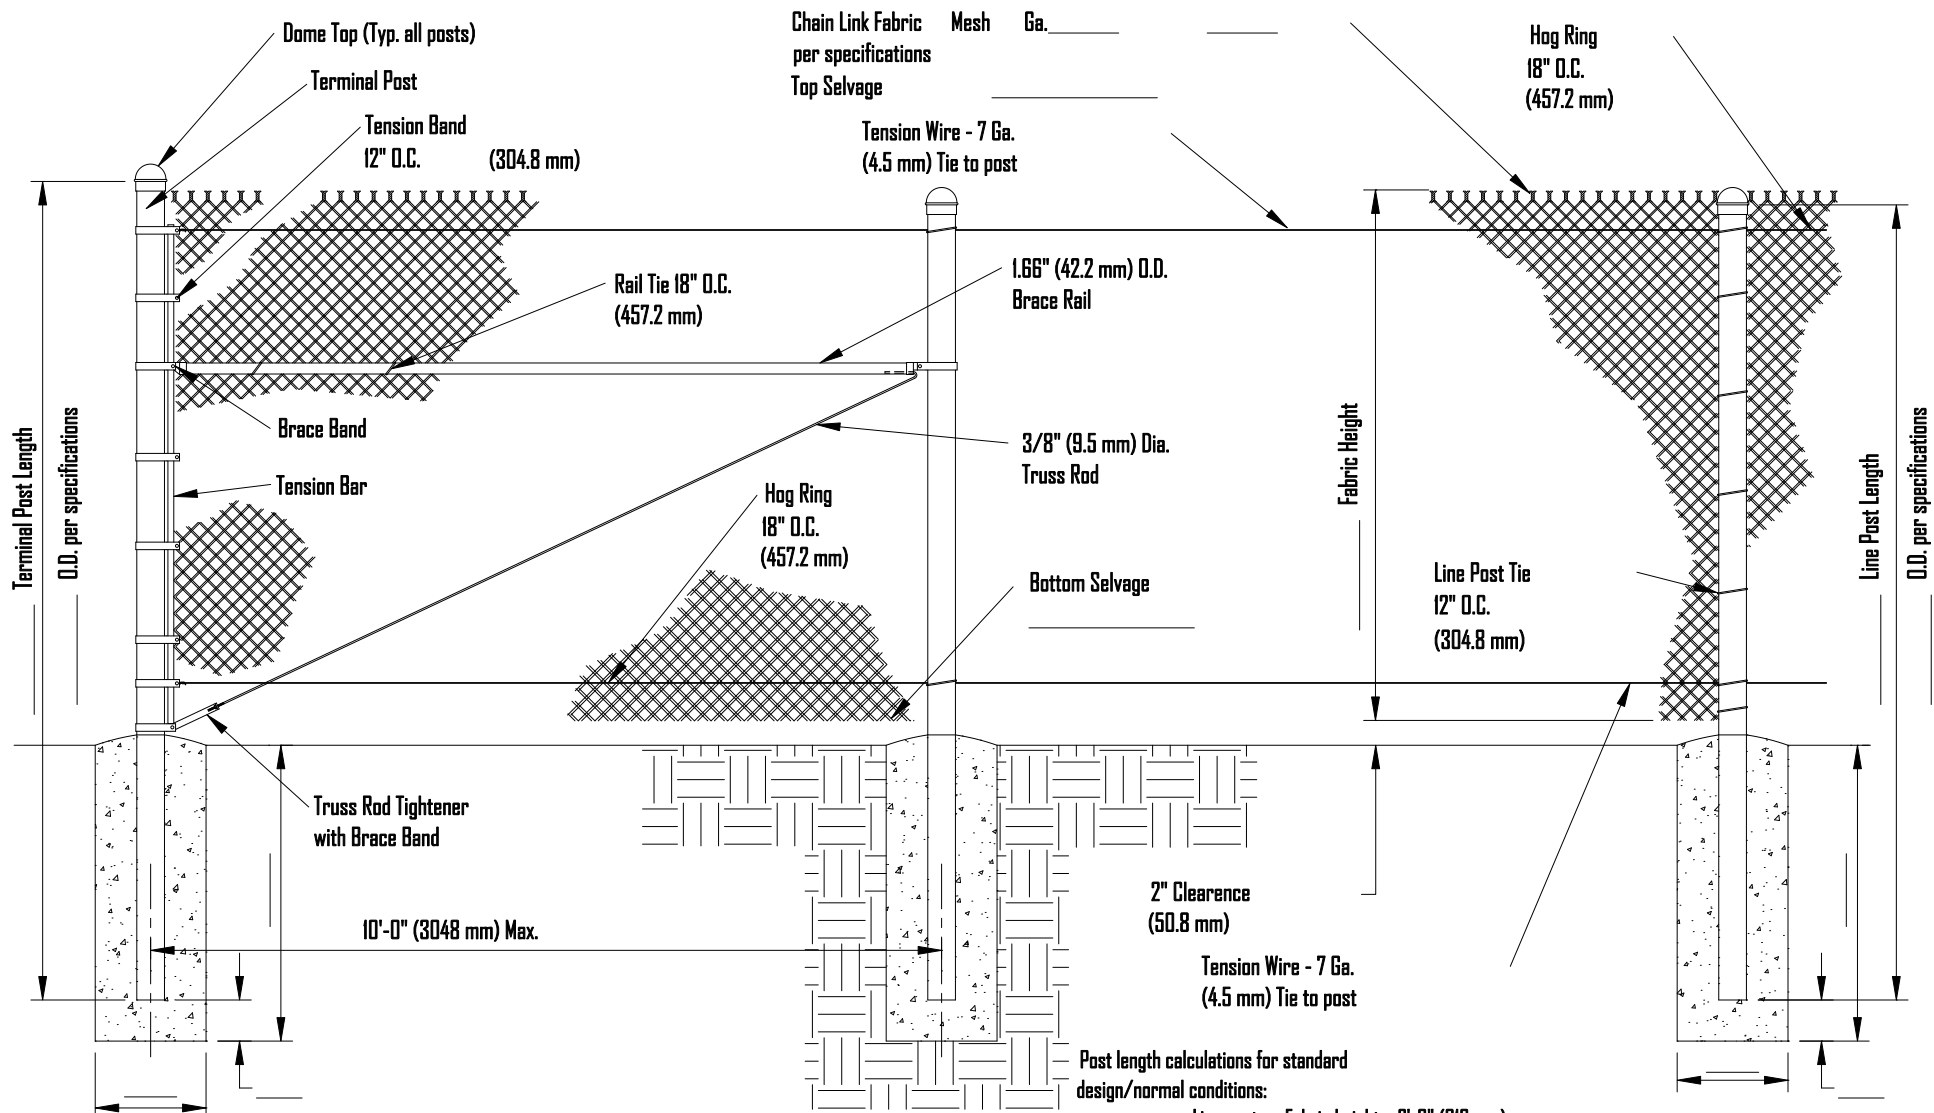 Dome Top (Typ. all posts)
Terminal Post
Tension Band
12" O.C. (304.8 mm)
Chain Link Fabric Mesh Ga.
per specifications
Top Selvage
Tension Wire - 7 Ga.
(4.5 mm) Tie to post
Hog Ring
18" O.C.
(457.2 mm)
Rail Tie 18" O.C.
(457.2 mm)
1.66" (42.2 mm) O.D.
Brace Rail
Brace Band
Tension Bar
3/8" (9.5 mm) Dia.
Truss Rod
Hog Ring
18" O.C.
(457.2 mm)
Bottom Selvage
Line Post Tie
12" O.C.
(304.8 mm)
Terminal Post Length
O.D. per specifications
Fabric Height
Line Post Length
O.D. per specifications
Truss Rod Tightener
with Brace Band
10'-0" (3048 mm) Max.
2" Clearence
(50.8 mm)
Tension Wire - 7 Ga.
(4.5 mm) Tie to post
Post length calculations for standard
design/normal conditions: